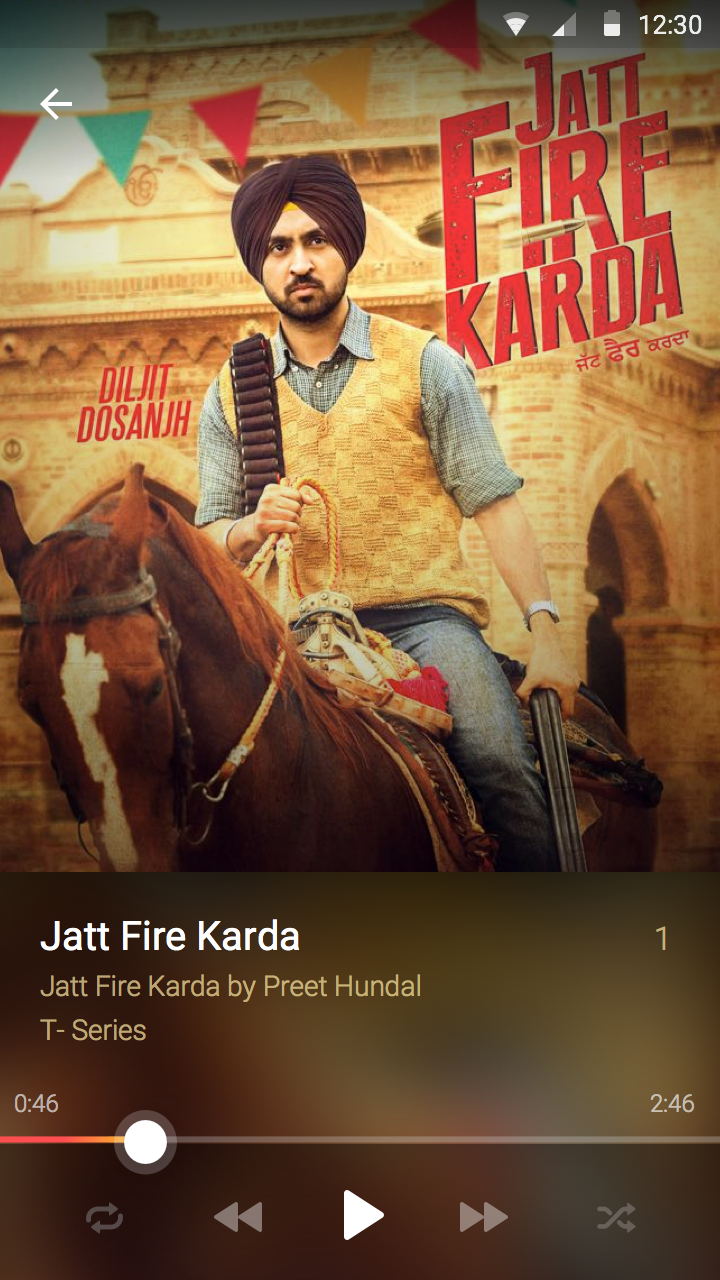 12:30
JATT
FIRE
KARDA
ਜੱਟ ਫੈਰ ਕਰਦਾ
DILJIT
DOSANJH
ੴ
Jatt Fire Karda
1
Jatt Fire Karda by Preet Hundal
T- Series
0:46
2:46